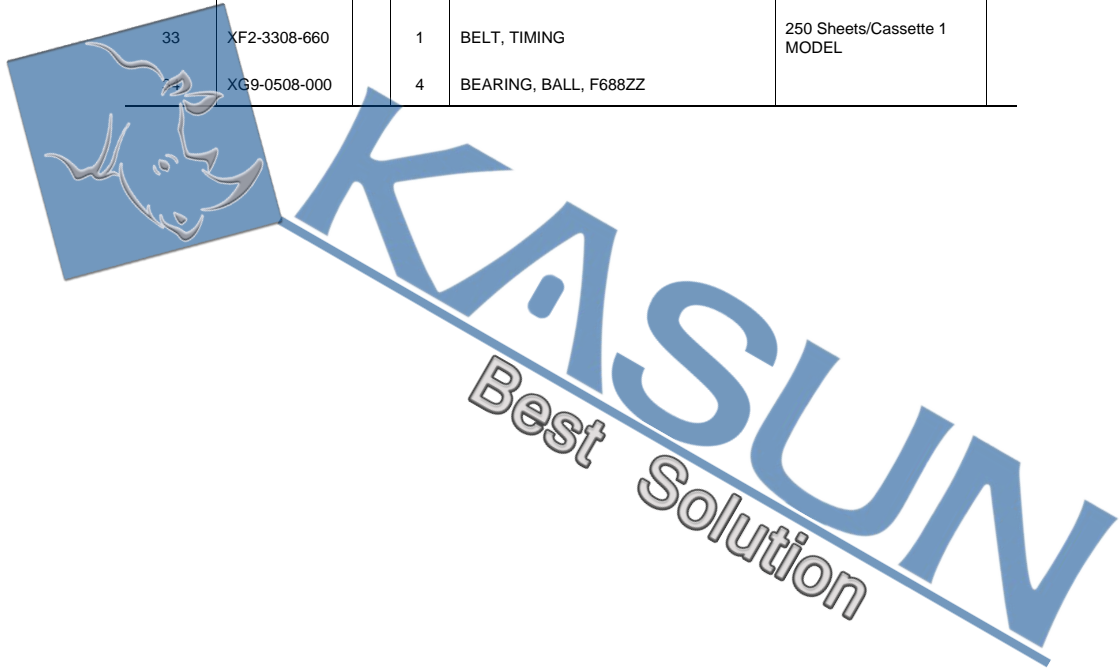 33 XF2-3308-660 1 BELT, TIMING 250 Sheets/Cassette 1
MODEL
XG9-0508-000 4 BEARING, BALL, F688ZZ
KASUN
Best Solution